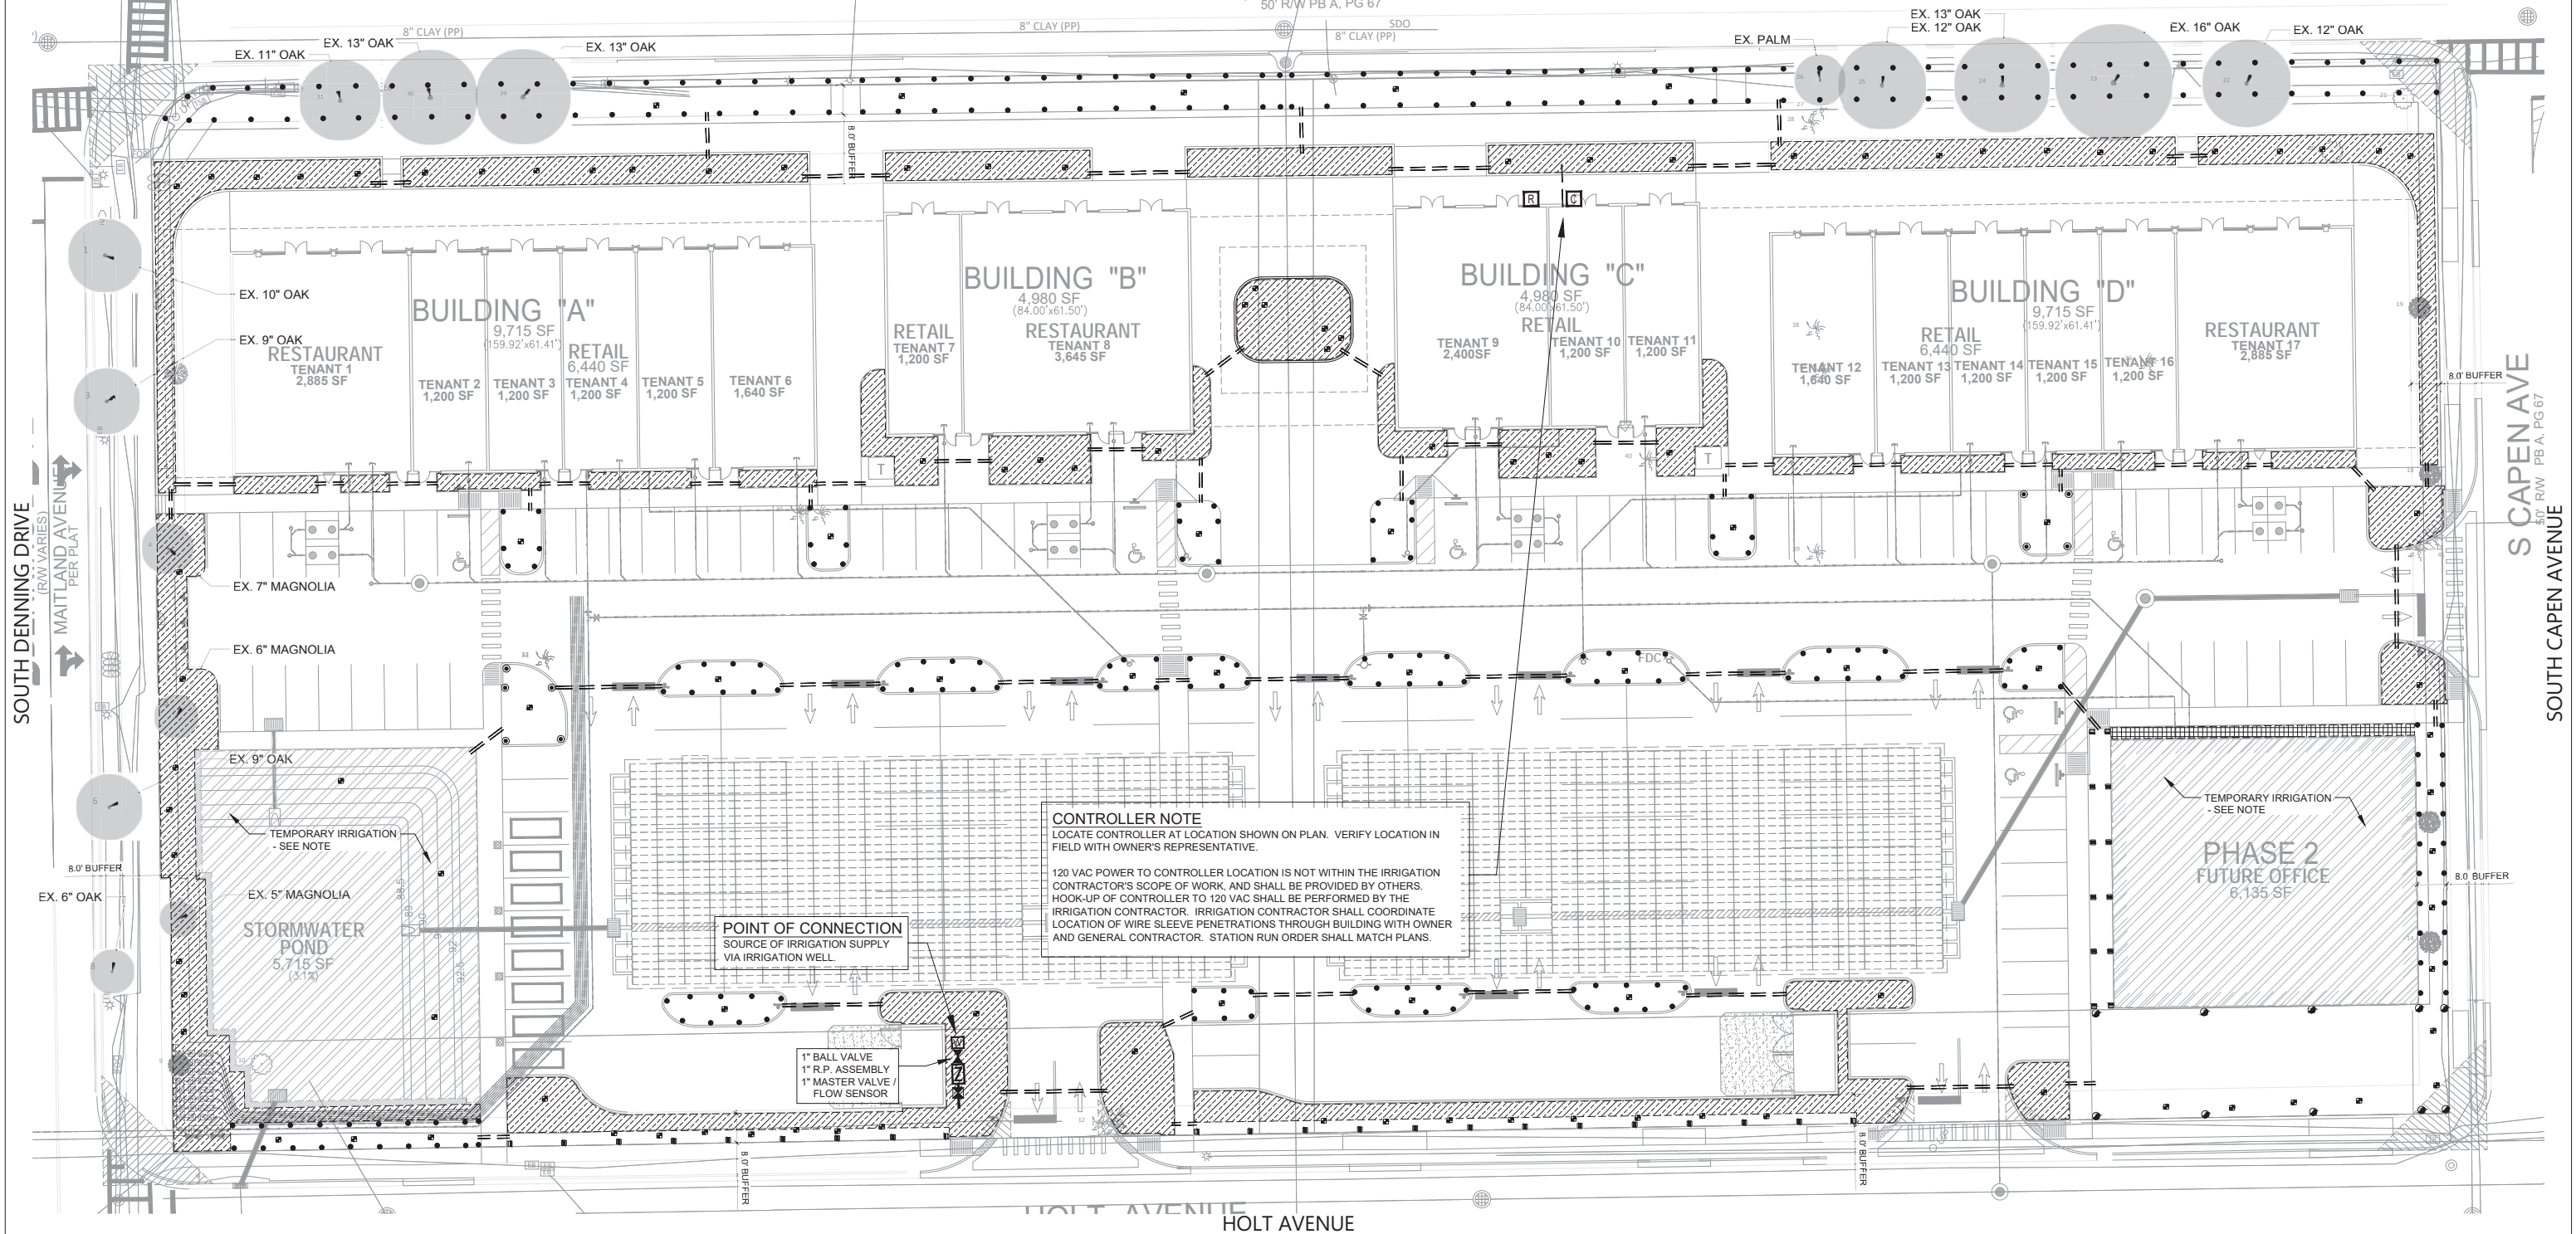 50' R/W PB A, PG 67
8" CLAY (PP)
8" CLAY (PP)
SDO
8" CLAY (PP)
EX. 11" OAK
EX. 13" OAK
EX. 13" OAK
EX. PALM
EX. 13" OAK
EX. 12" OAK
EX. 16" OAK
EX. 12" OAK
8.0' BUFFER
EX. 10" OAK
EX. 9" OAK
BUILDING "A"
9,715 SF
(159.92'x61.41')
RESTAURANT
TENANT 1
2,885 SF
RETAIL
6,440 SF
TENANT 2
1,200 SF
TENANT 3
1,200 SF
TENANT 4
1,200 SF
TENANT 5
1,200 SF
TENANT 6
1,640 SF
BUILDING "B"
4,980 SF
(84.00'x61.50')
RETAIL
TENANT 7
1,200 SF
RESTAURANT
TENANT 8
3,645 SF
R
C
BUILDING "C"
4,980 SF
(84.00'x61.50')
RETAIL
TENANT 9
2,400SF
TENANT 10
1,200 SF
TENANT 11
1,200 SF
BUILDING "D"
9,715 SF
(159.92'x61.41')
RETAIL
6,440 SF
TENANT 12
1,640 SF
TENANT 13
1,200 SF
TENANT 14
1,200 SF
TENANT 15
1,200 SF
TENANT 16
1,200 SF
RESTAURANT
TENANT 17
2,885 SF
8.0' BUFFER
T
T
SOUTH DENNING DRIVE
(R/W VARIES)
MAITLAND AVENUE
PER PLAT
S CAPEN AVE
50' R/W PB A, PG 67
SOUTH CAPEN AVENUE
EX. 7" MAGNOLIA
EX. 6" MAGNOLIA
FDC
EX. 9" OAK
TEMPORARY IRRIGATION
- SEE NOTE
8.0' BUFFER
EX. 6" OAK
EX. 5" MAGNOLIA
STORMWATER
POND
5,715 SF
(3.1%)
POINT OF CONNECTION
SOURCE OF IRRIGATION SUPPLY
VIA IRRIGATION WELL.
CONTROLLER NOTE
LOCATE CONTROLLER AT LOCATION SHOWN ON PLAN. VERIFY LOCATION IN
FIELD WITH OWNER'S REPRESENTATIVE.
120 VAC POWER TO CONTROLLER LOCATION IS NOT WITHIN THE IRRIGATION
CONTRACTOR'S SCOPE OF WORK, AND SHALL BE PROVIDED BY OTHERS.
HOOK-UP OF CONTROLLER TO 120 VAC SHALL BE PERFORMED BY THE
IRRIGATION CONTRACTOR. IRRIGATION CONTRACTOR SHALL COORDINATE
LOCATION OF WIRE SLEEVE PENETRATIONS THROUGH BUILDING WITH OWNER
AND GENERAL CONTRACTOR. STATION RUN ORDER SHALL MATCH PLANS.
TEMPORARY IRRIGATION
- SEE NOTE
PHASE 2
FUTURE OFFICE
6,135 SF
8.0' BUFFER
1" BALL VALVE
1" R.P. ASSEMBLY
1" MASTER VALVE /
FLOW SENSOR
8.0' BUFFER
8.0' BUFFER
HOLT AVENUE
HOLT AVENUE